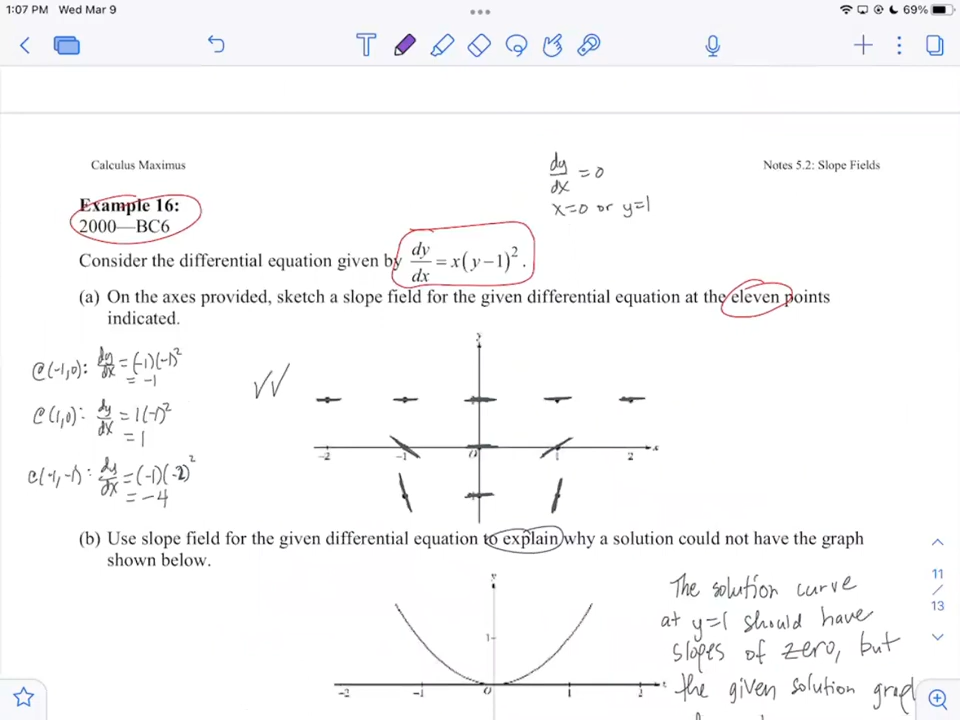 1:07 PM Wed Mar 9
69%
T
Calculus Maximus
Notes 5.2: Slope Fields
dy/dx = 0
x=0 or y=1
Example 16:
2000—BC6
Consider the differential equation given by dy/dx = x(y−1)².
(a) On the axes provided, sketch a slope field for the given differential equation at the eleven points
indicated.
@(-1,0): dy/dx = (-1)(-1)²
= -1
@(1,0): dy/dx = 1(-1)²
= 1
@(-1,-1): dy/dx = (-1)(-2)²
= -4
y
x
-2 -1 O 1 2
(b) Use slope field for the given differential equation to explain why a solution could not have the graph
shown below.
y
1
-2 -1 O 1 2 x
The solution curve
at y=1 should have
slopes of zero, but
the given solution grap
11
/
13